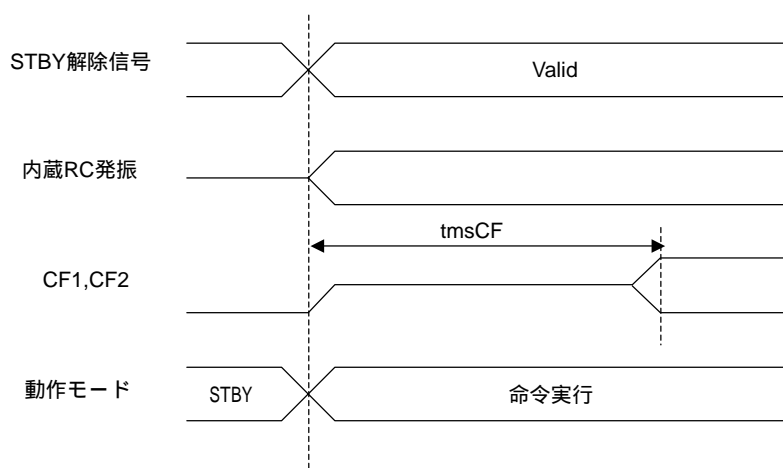 STBY解除信号
Valid
内蔵RC発振
tmsCF
CF1,CF2
動作モード
STBY
命令実行